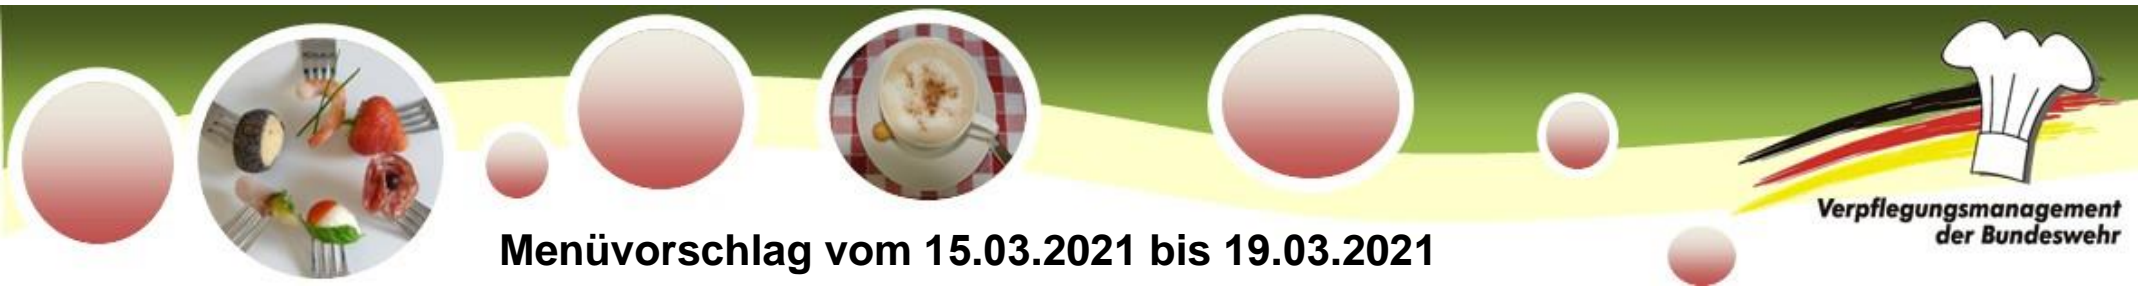 Menüvorschlag vom 15.03.2021 bis 19.03.2021
Verpflegungsmanagement
der Bundeswehr